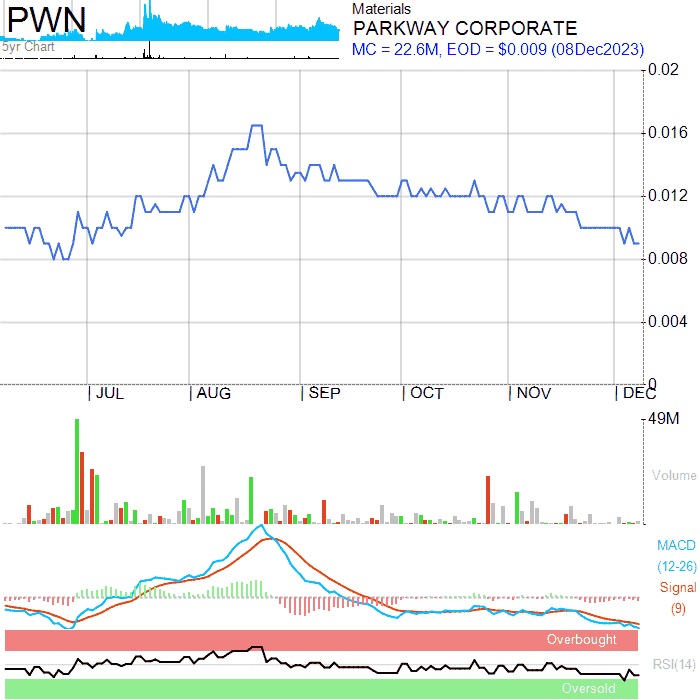 PWN
5yr Chart
Materials
PARKWAY CORPORATE
MC = 22.6M, EOD = $0.009 (08Dec2023)
0.02
0.016
0.012
0.008
0.004
0
JUL AUG SEP OCT NOV DEC
49M
Volume
MACD
(12-26)
Signal
(9)
Overbought
RSI(14)
Oversold